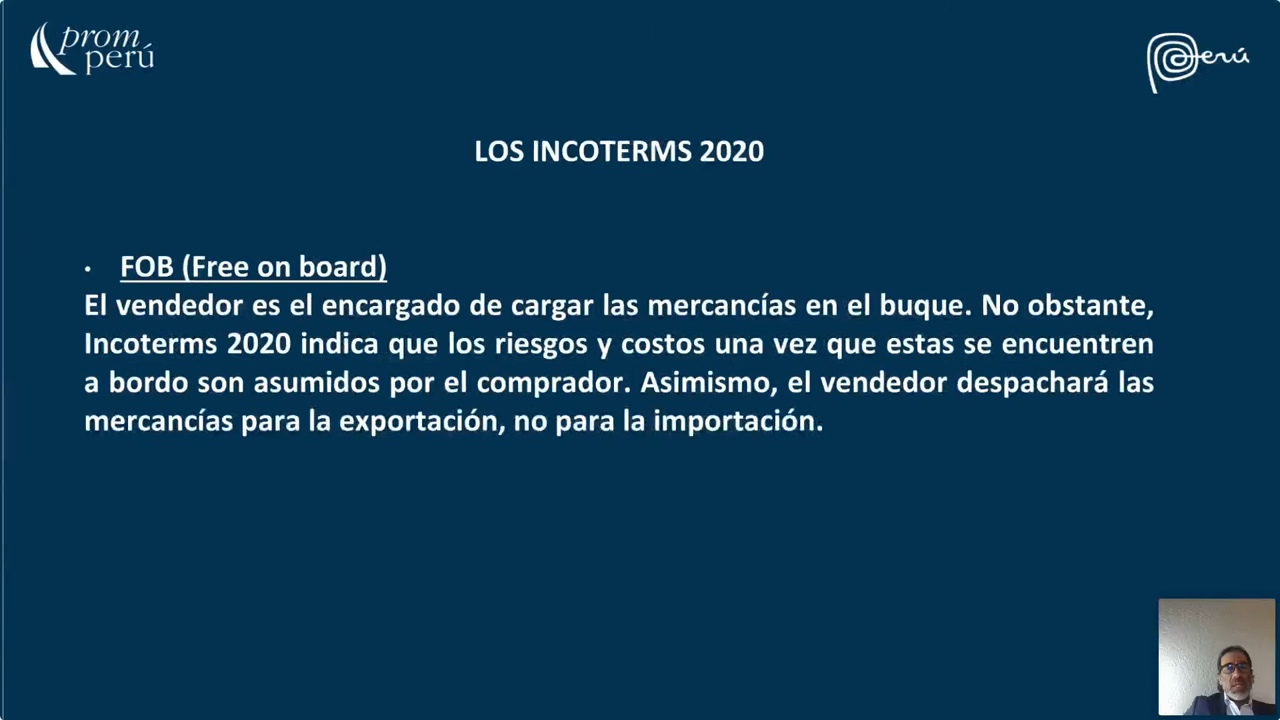 prom
perú
Perú
LOS INCOTERMS 2020
· FOB (Free on board)
El vendedor es el encargado de cargar las mercancías en el buque. No obstante,
Incoterms 2020 indica que los riesgos y costos una vez que estas se encuentren
a bordo son asumidos por el comprador. Asimismo, el vendedor despachará las
mercancías para la exportación, no para la importación.